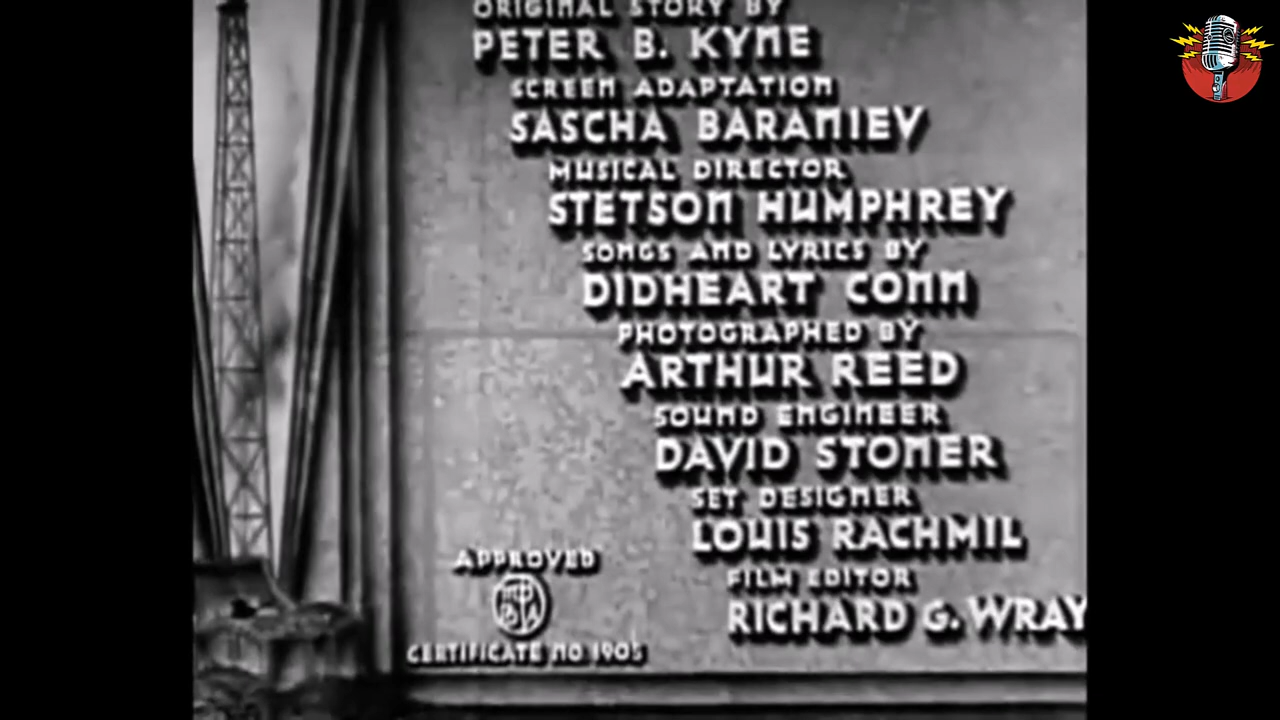 ORIGINAL STORY BY
PETER B. KYNE
SCREEN ADAPTATION
SASCHA BARANIEV
MUSICAL DIRECTOR
STETSON HUMPHREY
SONGS AND LYRICS BY
DIDHEART CONN
PHOTOGRAPHED BY
ARTHUR REED
SOUND ENGINEER
DAVID STONER
SET DESIGNER
LOUIS RACHMIL
FILM EDITOR
RICHARD G. WRAY
APPROVED
CERTIFICATE NO 1905